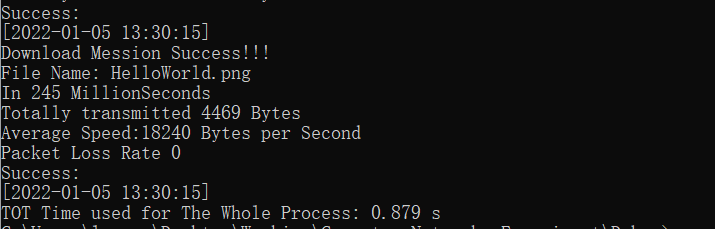 Success:
[2022-01-05 13:30:15]
Download Mession Success!!!
File Name: HelloWorld.png
In 245 MillionSeconds
Totally transmitted 4469 Bytes
Average Speed:18240 Bytes per Second
Packet Loss Rate 0
Success:
[2022-01-05 13:30:15]
TOT Time used for The Whole Process: 0.879 s